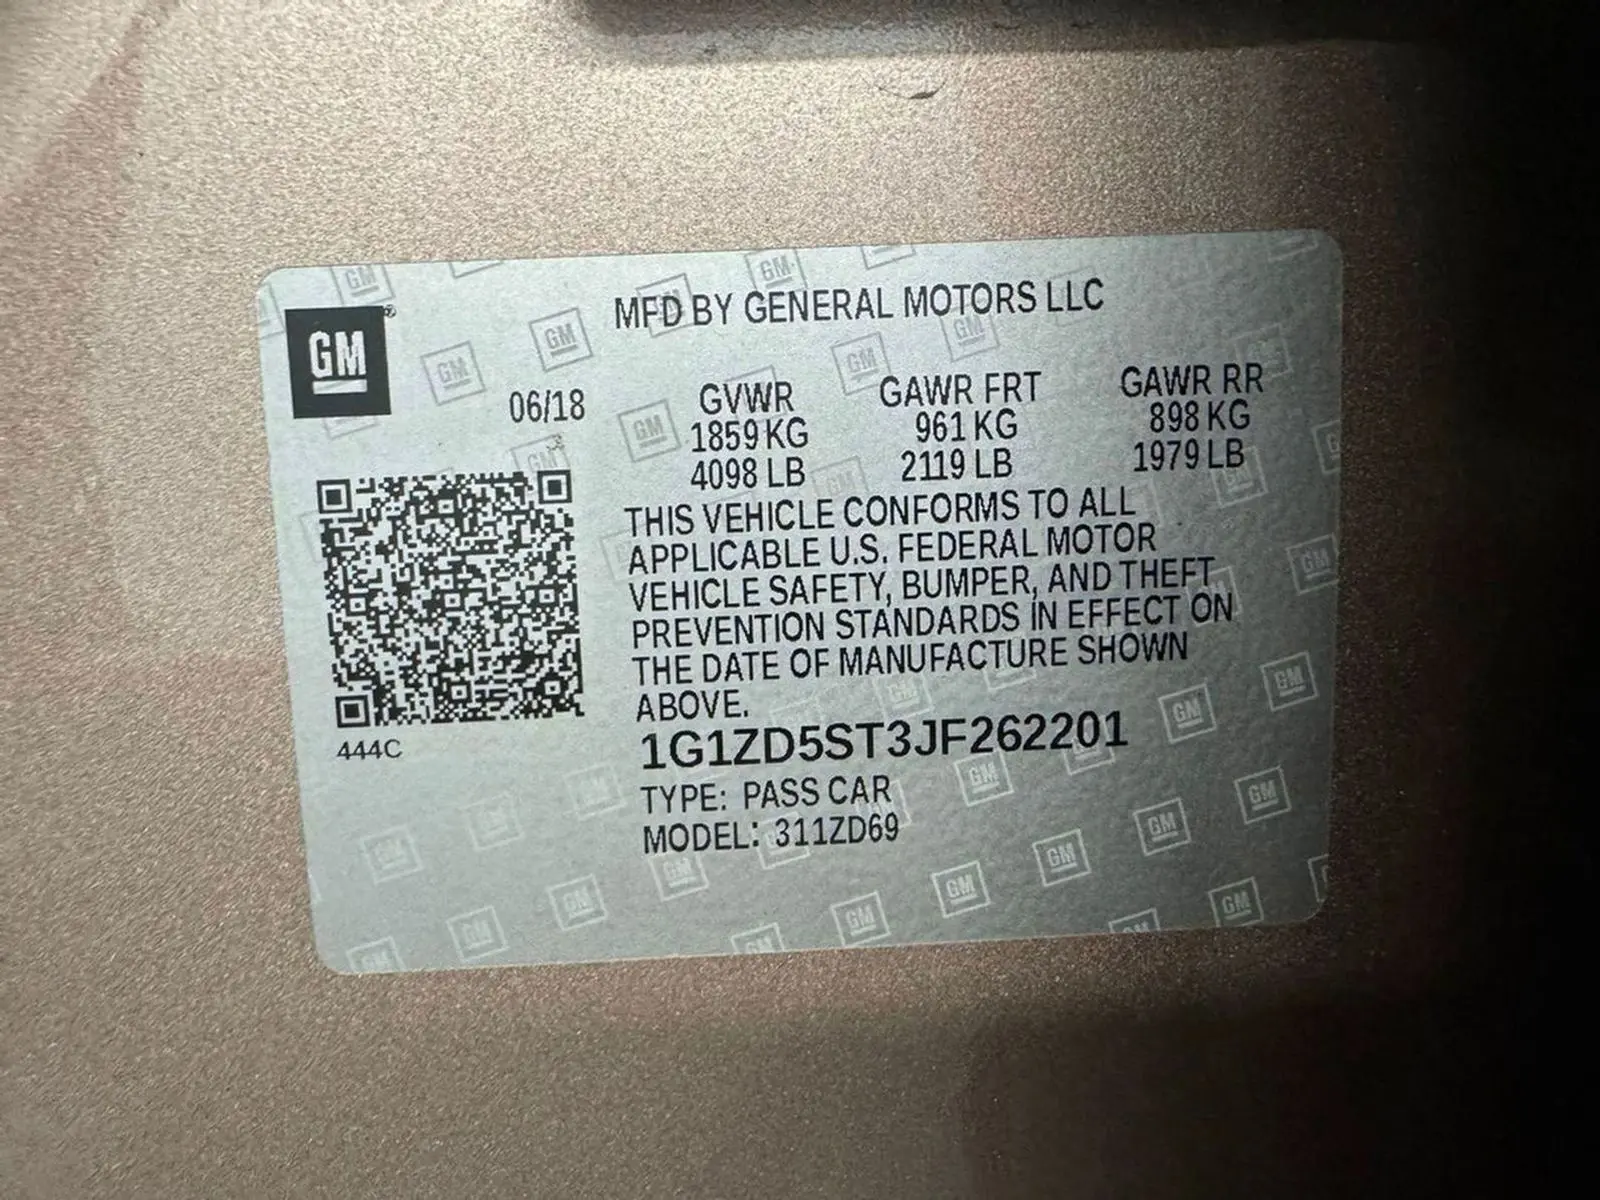 GM
MFD BY GENERAL MOTORS LLC
06/18
GVWR GAWR FRT GAWR RR
1859 KG 961 KG 898 KG
4098 LB 2119 LB 1979 LB
THIS VEHICLE CONFORMS TO ALL
APPLICABLE U.S. FEDERAL MOTOR
VEHICLE SAFETY, BUMPER, AND THEFT
PREVENTION STANDARDS IN EFFECT ON
THE DATE OF MANUFACTURE SHOWN
ABOVE.
444C
1G1ZD5ST3JF262201
TYPE: PASS CAR
MODEL: 311ZD69